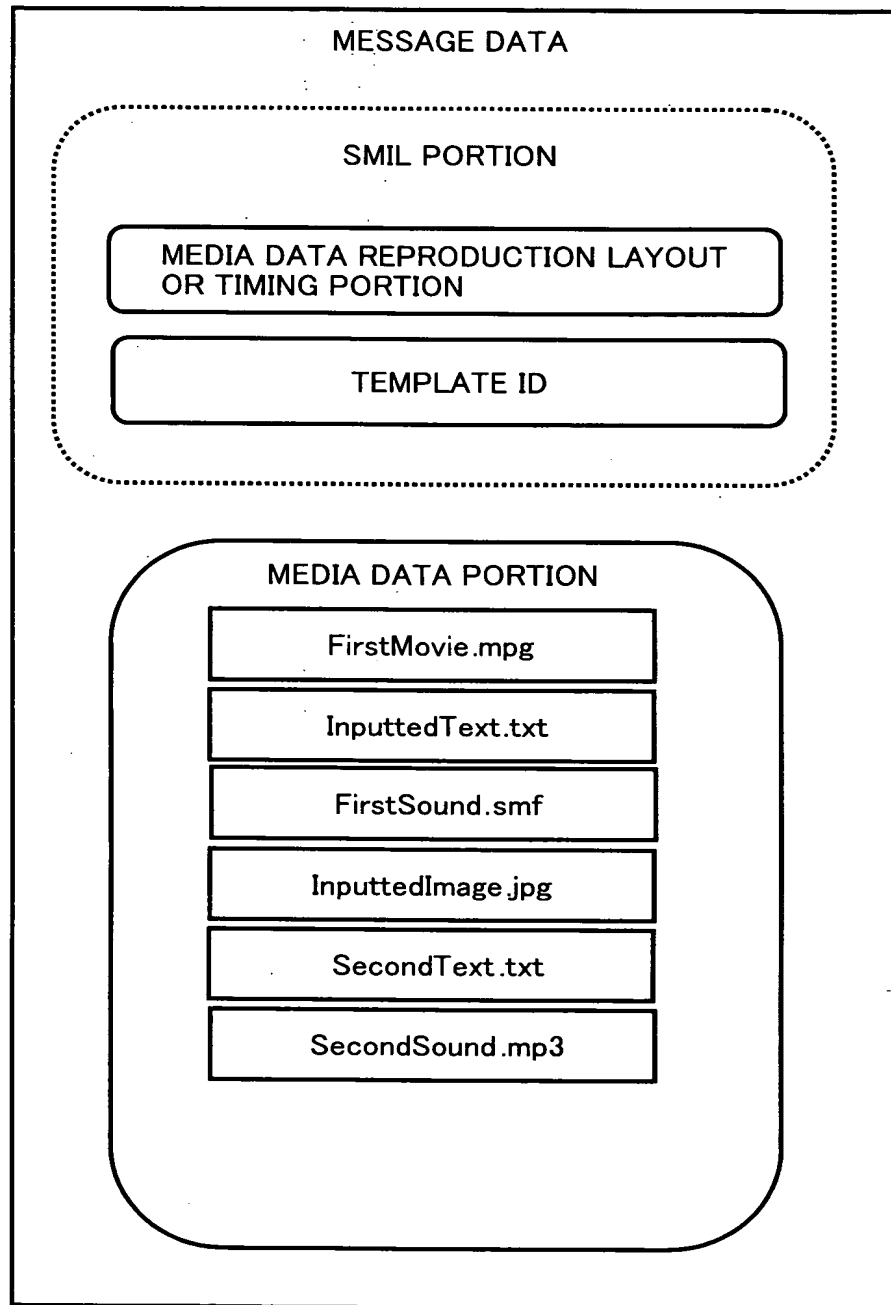 MESSAGE DATA
SMIL PORTION
MEDIA DATA REPRODUCTION LAYOUT
OR TIMING PORTION
TEMPLATE ID
MEDIA DATA PORTION
FirstMovie.mpg
InputtedText.txt
FirstSound.smf
InputtedImage.jpg
SecondText.txt
SecondSound.mp3